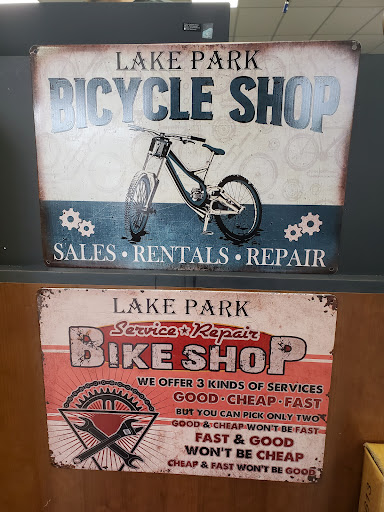 LAKE PARK
BICYCLE SHOP
SALES • RENTALS • REPAIR
LAKE PARK
Service ★ Repair
BIKE SHOP
WE OFFER 3 KINDS OF SERVICES
GOOD • CHEAP • FAST
BUT YOU CAN PICK ONLY TWO
GOOD & CHEAP WON'T BE FAST
FAST & GOOD
WON'T BE CHEAP
CHEAP & FAST WON'T BE GOOD